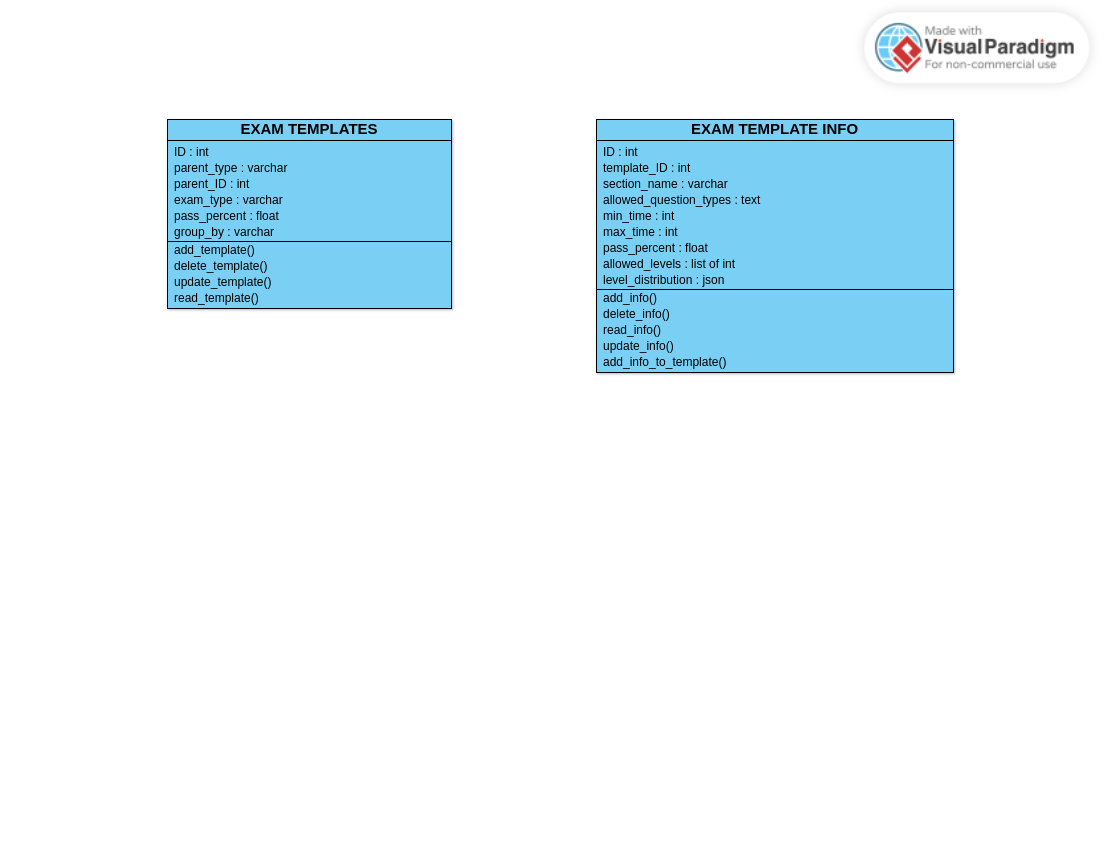 Made with
Visual Paradigm
For non-commercial use
EXAM TEMPLATES
ID : int
parent_type : varchar
parent_ID : int
exam_type : varchar
pass_percent : float
group_by : varchar
add_template()
delete_template()
update_template()
read_template()
EXAM TEMPLATE INFO
ID : int
template_ID : int
section_name : varchar
allowed_question_types : text
min_time : int
max_time : int
pass_percent : float
allowed_levels : list of int
level_distribution : json
add_info()
delete_info()
read_info()
update_info()
add_info_to_template()